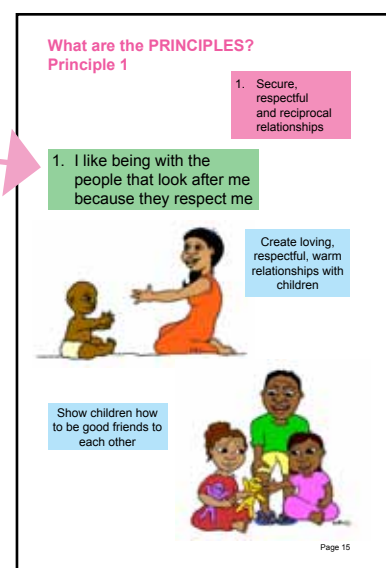 What are the PRINCIPLES?
Principle 1
1. Secure,
respectful
and reciprocal
relationships
1. I like being with the
people that look after me
because they respect me
Create loving,
respectful, warm
relationships with
children
Show children how
to be good friends to
each other
Page 15